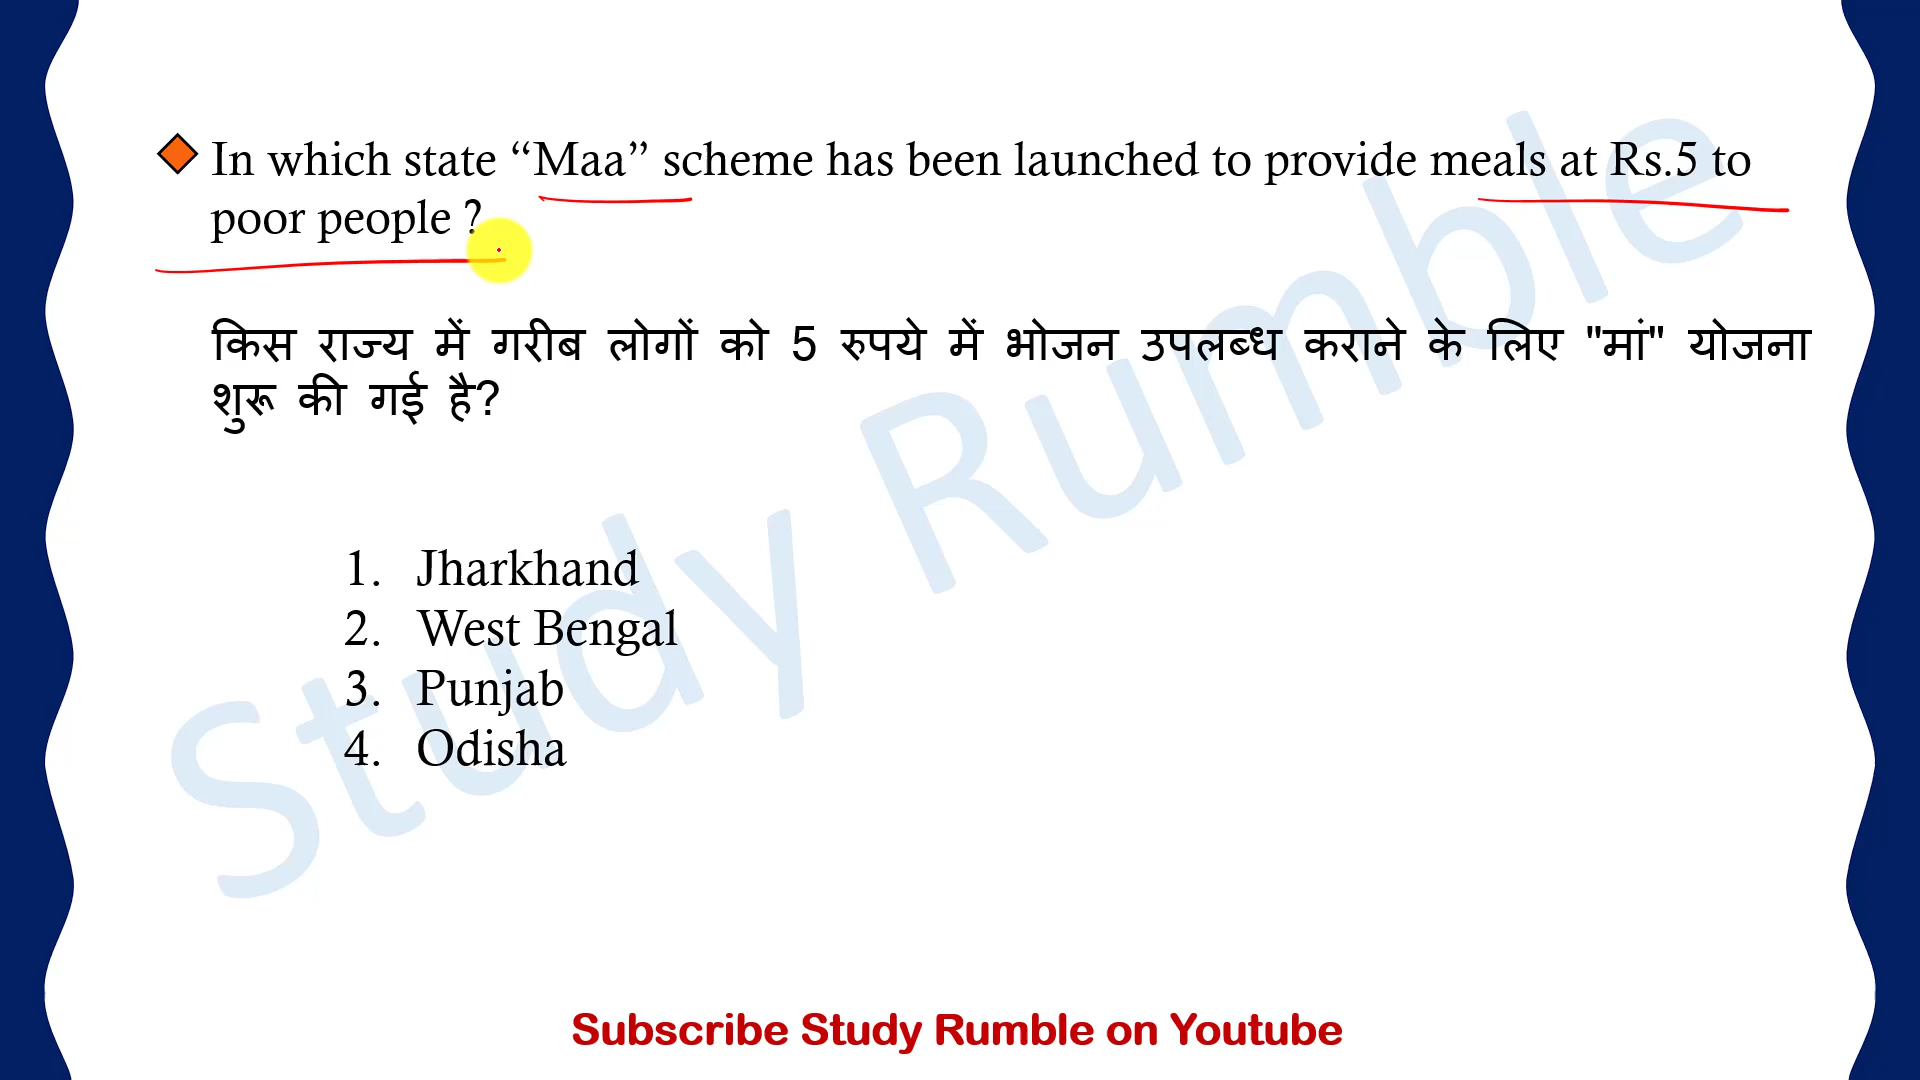 In which state “Maa” scheme has been launched to provide meals at Rs.5 to
poor people ?
किस राज्य में गरीब लोगों को 5 रुपये में भोजन उपलब्ध कराने के लिए "मां" योजना
शुरू की गई है?
1. Jharkhand
2. West Bengal
3. Punjab
4. Odisha
Study Rumble
Subscribe Study Rumble on Youtube